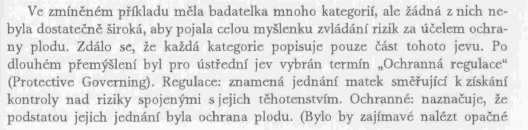 Ve zmíněném příkladu měla badatelka mnoho kategorií, ale žádná z nich ne-
byla dostatečně široká, aby pojala celou myšlenku zvládání rizik za účelem ochra-
ny plodu. Zdálo se, že každá kategorie popisuje pouze část tohoto jevu. Po
dlouhém přemýšlení byl pro ústřední jev vybrán termín „Ochranná regulace“
(Protective Governing). Regulace: znamená jednání matek směřující k získání
kontroly nad riziky spojenými s jejich těhotenstvím. Ochranné: naznačuje, že
podstatou jejich jednání byla ochrana plodu. (Bylo by zajímavé nalézt opačné